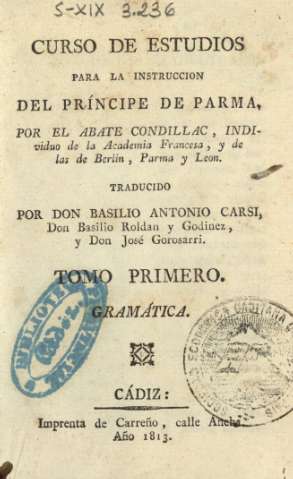 S-XIX 3.236
CURSO DE ESTUDIOS
PARA LA INSTRUCCION
DEL PRÍNCIPE DE PARMA,
POR EL ABATE CONDILLAC, INDI-
viduo de la Academia Francesa, y de
las de Berlin, Parma y Leon.
TRADUCIDO
POR DON BASILIO ANTONIO CARSI,
Don Basilio Roldan y Godinez,
y Don José Gorosarri.
TOMO PRIMERO.
GRAMÁTICA.
CÁDIZ:
Imprenta de Carreño, calle Ancha.
Año 1813.